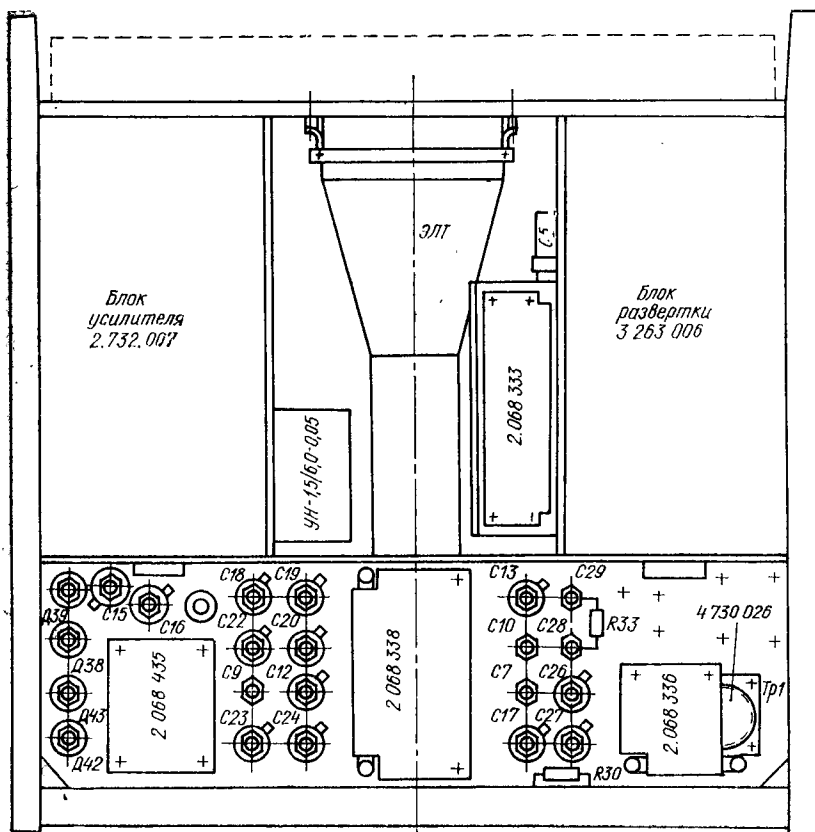 ЭЛТ
С5
Блок
усилителя
2.732.007
Блок
развертки
3 263 006
2.068 333
УН-1,5/6,0-0,05
С18
С19
С13
С29
Д39
С15
С16
С22
С20
С10
С28
R33
4 730 026
Д38
2 068 435
С9
С12
2 068 338
С7
С26
2.068 336
Тр1
Д43
С23
С24
С17
С27
Д42
R30